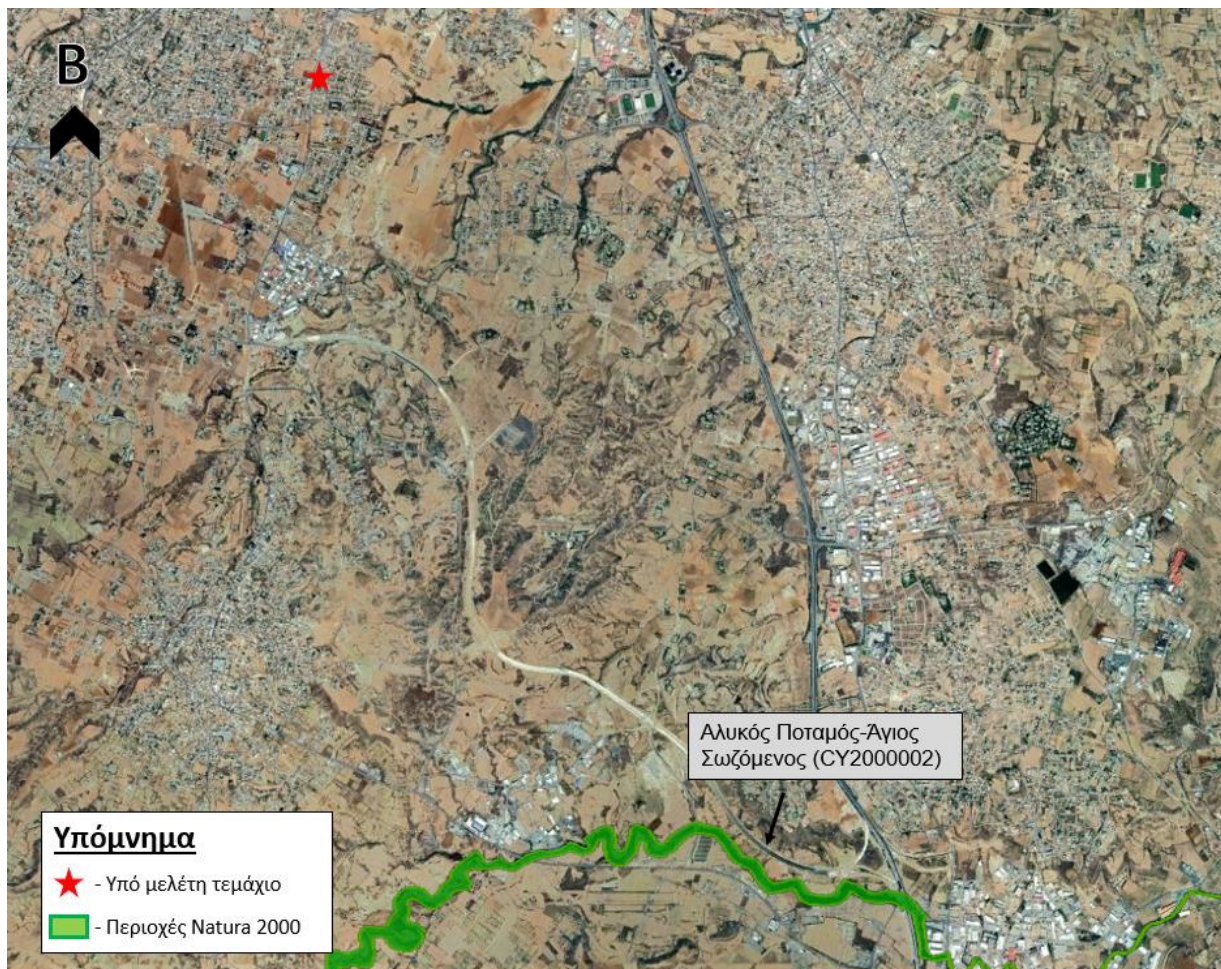 Β
Αλυκός Ποταμός-Άγιος
Σωζόμενος (CY2000002)
Υπόμνημα
- Υπό μελέτη τεμάχιο
- Περιοχές Natura 2000